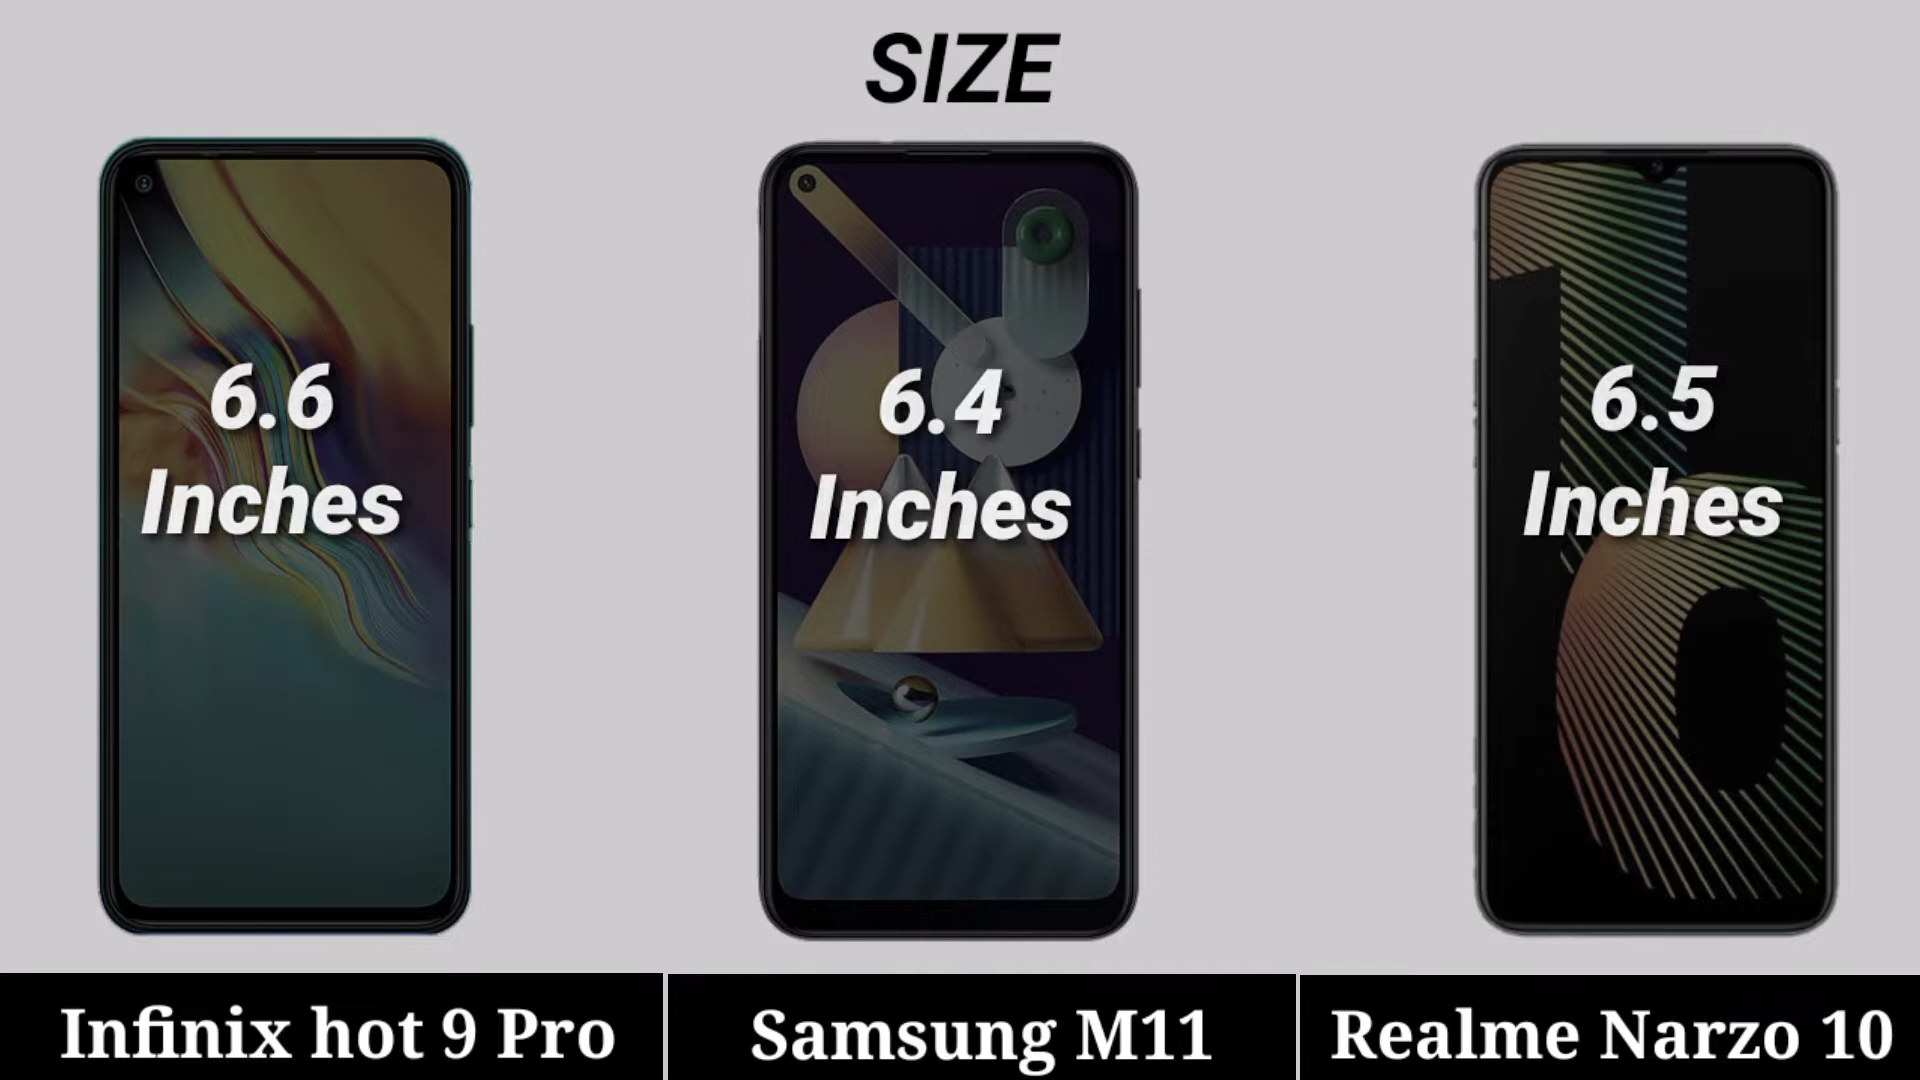 SIZE
6.6
Inches
6.4
Inches
6.5
Inches
Infinix hot 9 Pro
Samsung M11
Realme Narzo 10